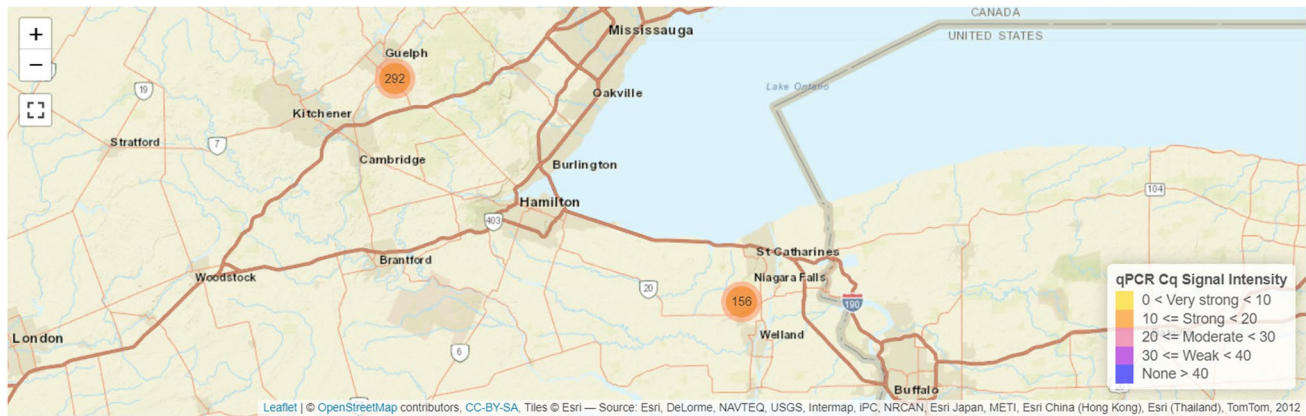 CANADA
UNITED STATES
Mississauga
Guelph
292
Lake Ontario
19
Oakville
Kitchener
Stratford
7
Cambridge
Burlington
104
Hamilton
403
St Catharines
Brantford
Woodstock
Niagara Falls
20
156
190
Welland
London
6
Buffalo
+
−
qPCR Cq Signal Intensity
0 < Very strong < 10
10 <= Strong < 20
20 <= Moderate < 30
30 <= Weak < 40
None > 40
Leaflet | © OpenStreetMap contributors, CC-BY-SA, Tiles © Esri — Source: Esri, DeLorme, NAVTEQ, USGS, Intermap, iPC, NRCAN, Esri Japan, METI, Esri China (Hong Kong), Esri (Thailand), TomTom, 2012